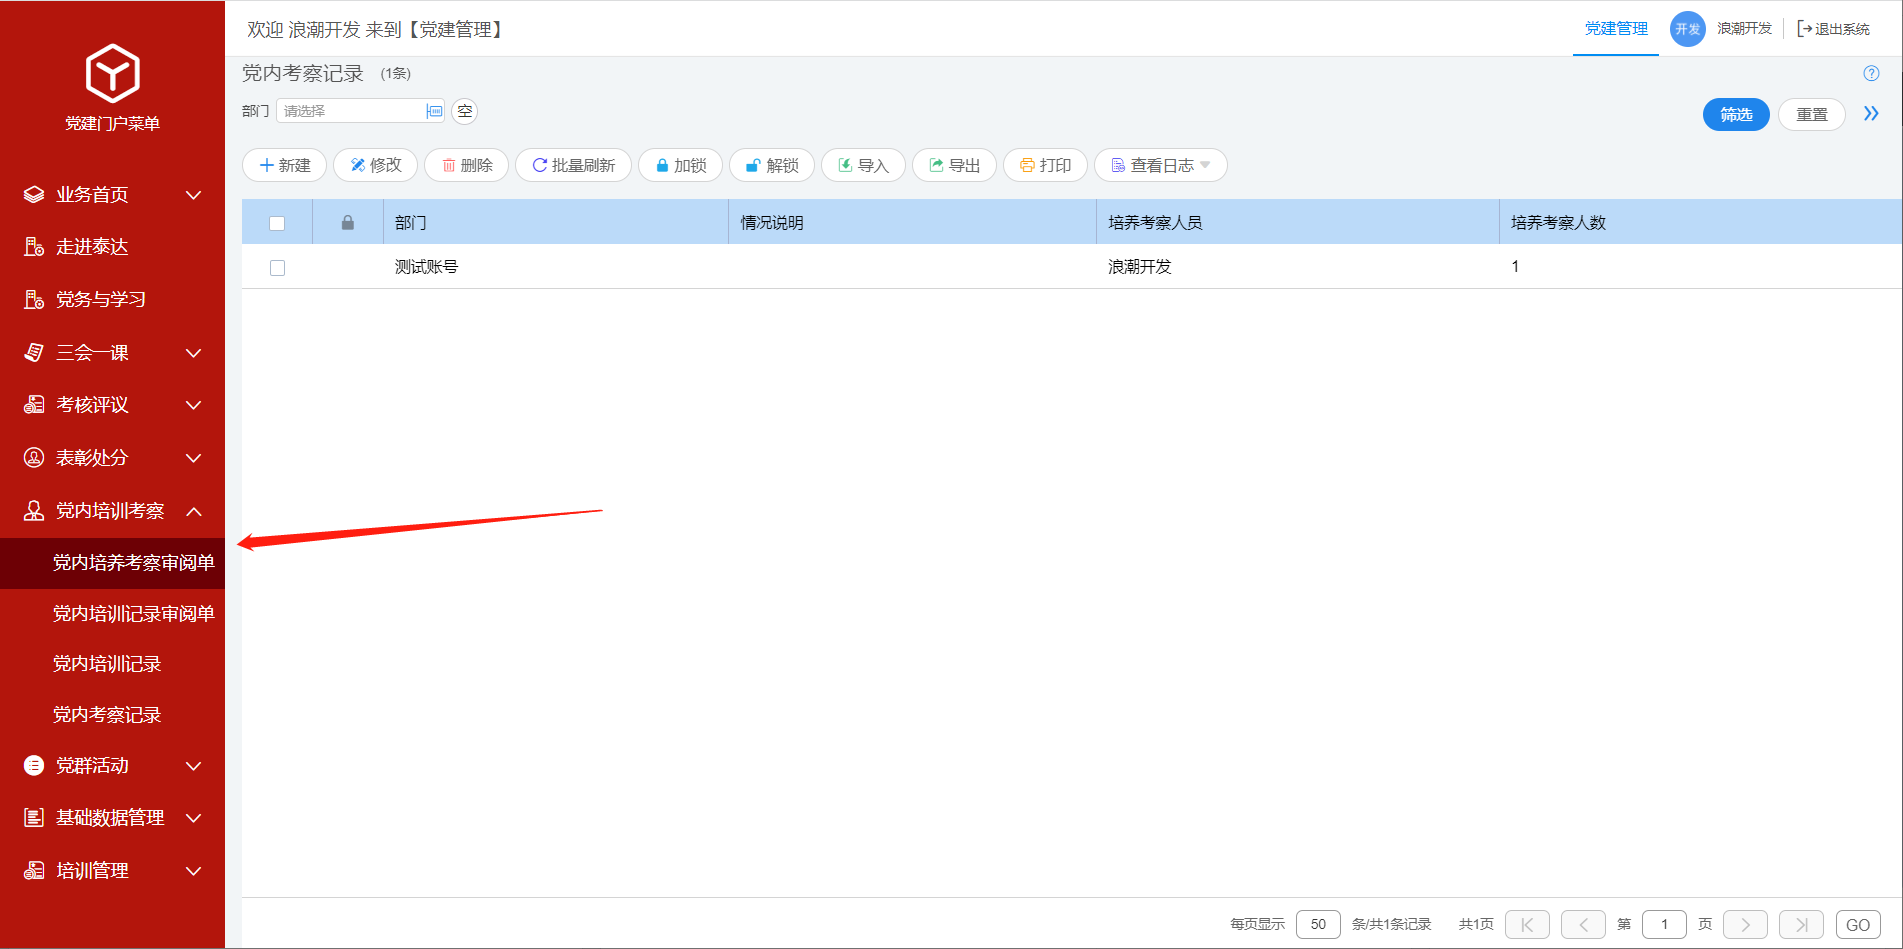 欢迎 浪潮开发 来到【党建管理】
党建管理
开发
浪潮开发
退出系统
党建门户菜单
业务首页
走进泰达
党务与学习
三会一课
考核评议
表彰处分
党内培训考察
党内培养考察审阅单
党内培训记录审阅单
党内培训记录
党内考察记录
党群活动
基础数据管理
培训管理
党内考察记录 (1条)
?
部门 请选择 空
筛选 重置
新建 修改 删除 批量刷新 加锁 解锁 导入 导出 打印 查看日志
部门 情况说明 培养考察人员 培养考察人数
测试账号 浪潮开发 1
每页显示 50 条/共1条记录 共1页 第 1 页 GO